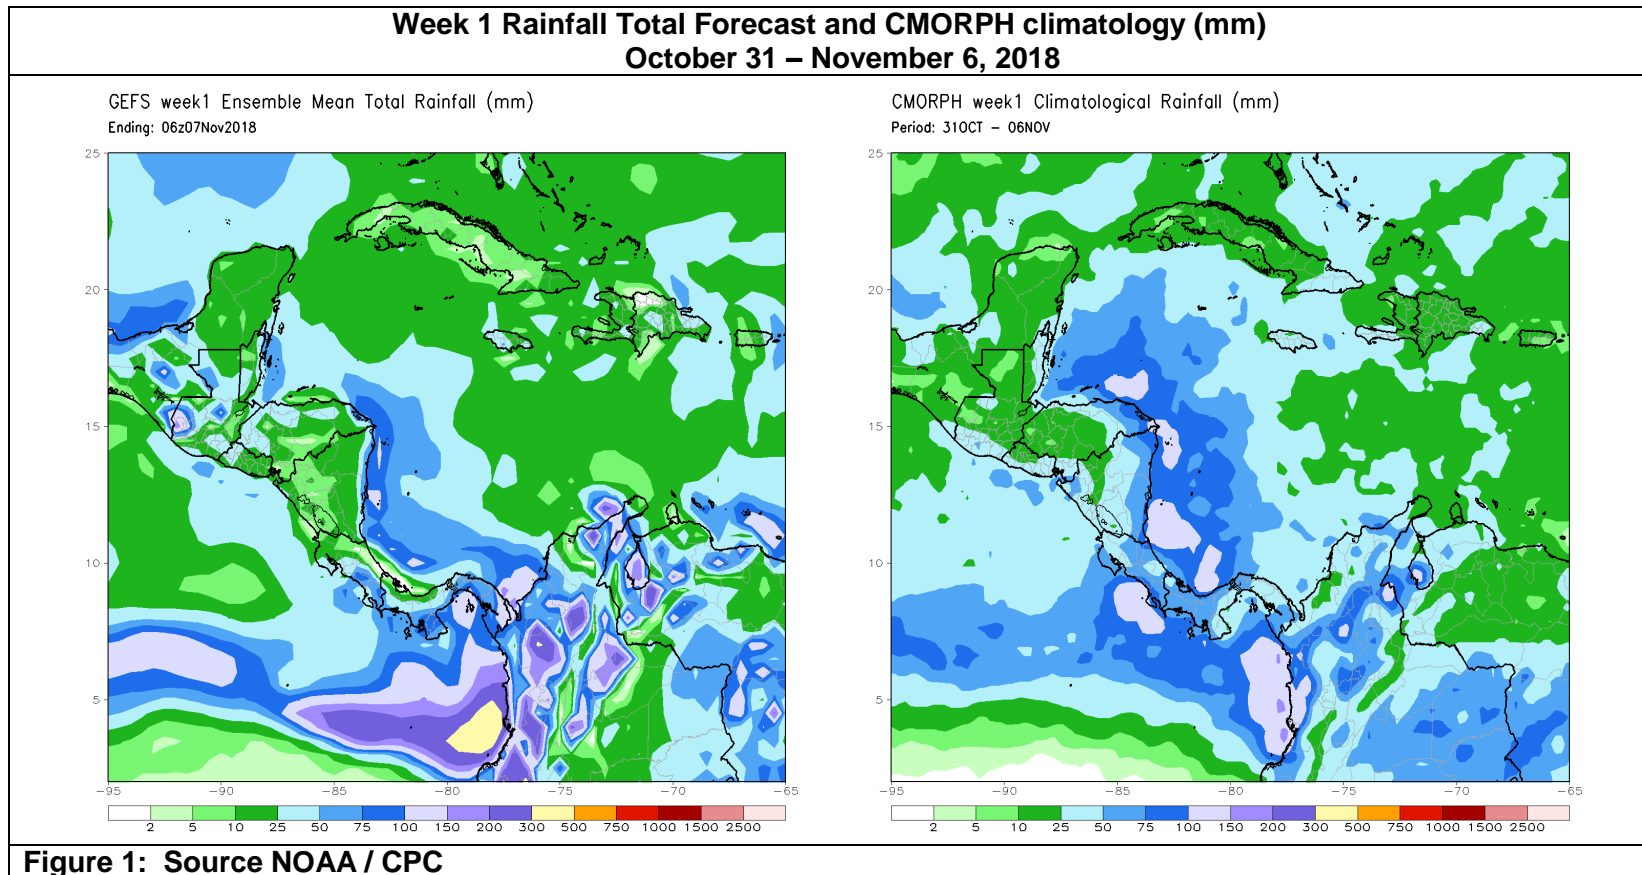 Week 1 Rainfall Total Forecast and CMORPH climatology (mm)
October 31 – November 6, 2018
GEFS week1 Ensemble Mean Total Rainfall (mm)
Ending: 06z07Nov2018
25
20
15
10
5
-95 -90 -85 -80 -75 -70 -65
2 5 10 25 50 75 100 150 200 300 500 750 1000 1500 2500
CMORPH week1 Climatological Rainfall (mm)
Period: 31OCT - 06NOV
25
20
15
10
5
-95 -90 -85 -80 -75 -70 -65
2 5 10 25 50 75 100 150 200 300 500 750 1000 1500 2500
Figure 1: Source NOAA / CPC